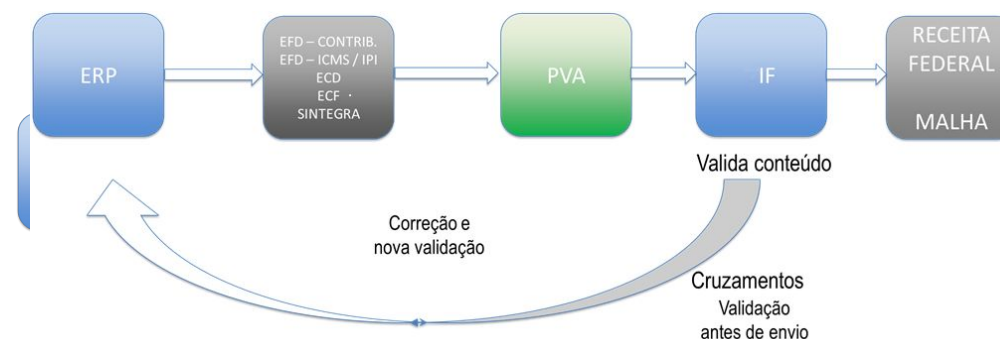 ERP
EFD – CONTRIB.
EFD – ICMS / IPI
ECD
ECF
SINTEGRA
PVA
IF
RECEITA
FEDERAL
MALHA
Valida conteúdo
Correção e
nova validação
Cruzamentos
Validação
antes de envio